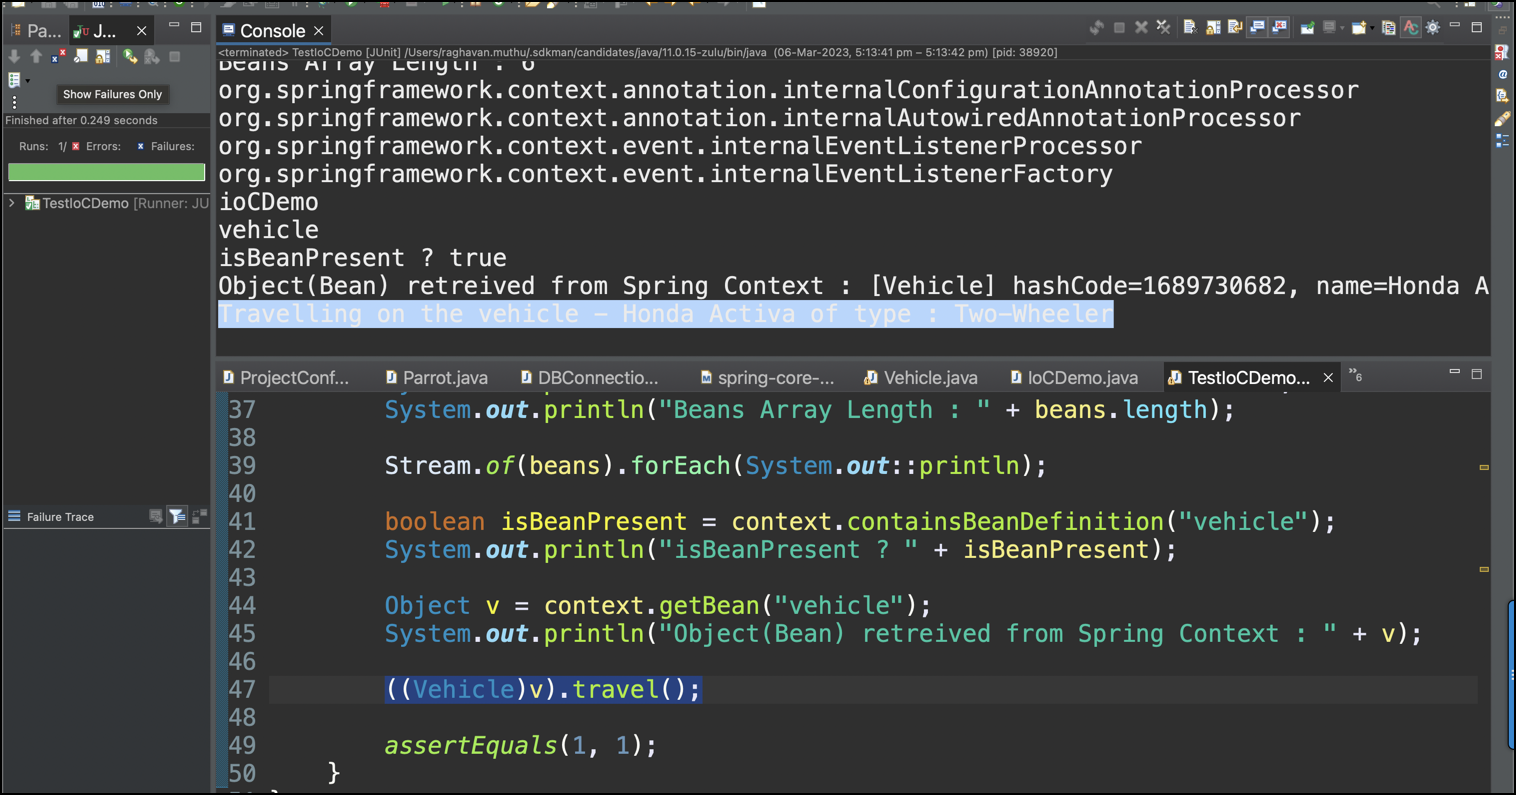 Pa...
J...
Console
<terminated> TestIoCDemo [JUnit] /Users/raghavan.muthu/.sdkman/candidates/java/11.0.15-zulu/bin/java (06-Mar-2023, 5:13:41 pm – 5:13:42 pm) [pid: 38920]
Show Failures Only
Finished after 0.249 seconds
Runs: 1/ Errors: Failures:
TestIoCDemo [Runner: JU
Failure Trace
Beans Array Length : 6
org.springframework.context.annotation.internalConfigurationAnnotationProcessor
org.springframework.context.annotation.internalAutowiredAnnotationProcessor
org.springframework.context.event.internalEventListenerProcessor
org.springframework.context.event.internalEventListenerFactory
ioCDemo
vehicle
isBeanPresent ? true
Object(Bean) retreived from Spring Context : [Vehicle] hashCode=1689730682, name=Honda A
Travelling on the vehicle - Honda Activa of type : Two-Wheeler
ProjectConf...
Parrot.java
DBConnectio...
spring-core-...
Vehicle.java
IoCDemo.java
TestIoCDemo...
"6
37 System.out.println("Beans Array Length : " + beans.length);
38
39 Stream.of(beans).forEach(System.out::println);
40
41 boolean isBeanPresent = context.containsBeanDefinition("vehicle");
42 System.out.println("isBeanPresent ? " + isBeanPresent);
43
44 Object v = context.getBean("vehicle");
45 System.out.println("Object(Bean) retreived from Spring Context : " + v);
46
47 ((Vehicle)v).travel();
48
49 assertEquals(1, 1);
50 }